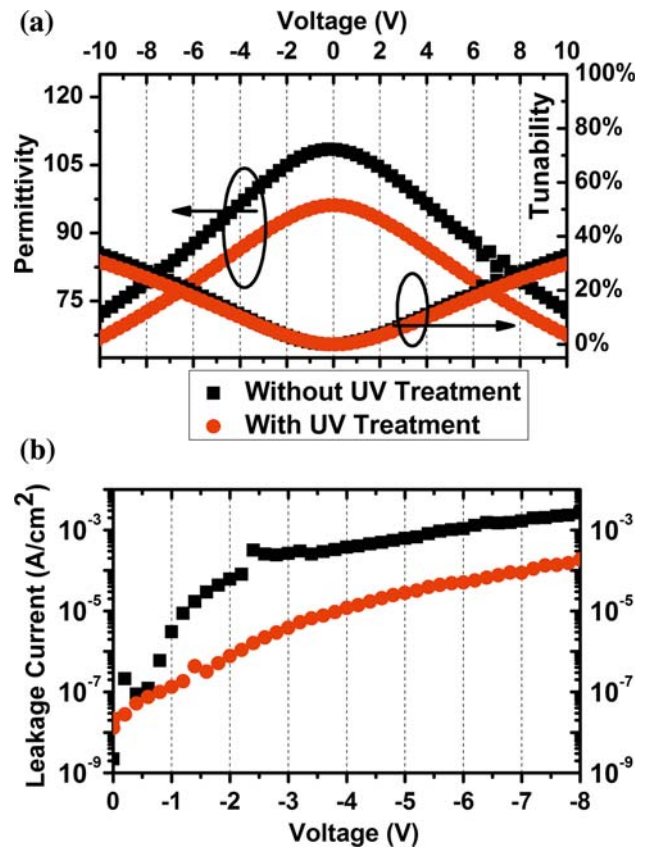 (a)
Voltage (V)
-10 -8 -6 -4 -2 0 2 4 6 8 10
Permittivity
120
105
90
75
Tunability
100%
80%
60%
40%
20%
0%
Without UV Treatment
With UV Treatment
(b)
Leakage Current (A/cm²)
10⁻³
10⁻⁵
10⁻⁷
10⁻⁹
10⁻³
10⁻⁵
10⁻⁷
10⁻⁹
0 -1 -2 -3 -4 -5 -6 -7 -8
Voltage (V)